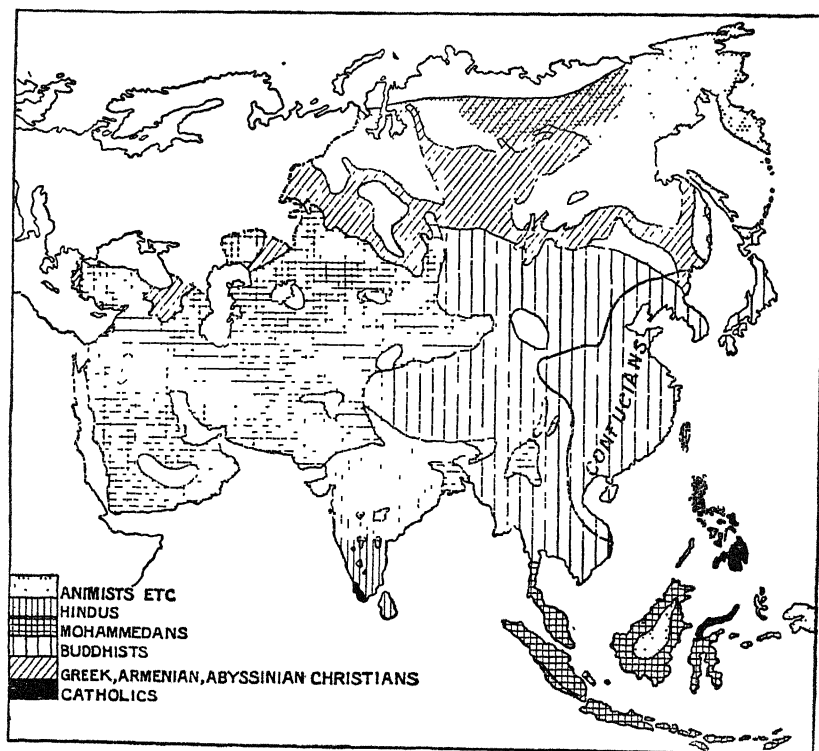 CONFUCIANS
ANIMISTS ETC
HINDUS
MOHAMMEDANS
BUDDHISTS
GREEK, ARMENIAN, ABYSSINIAN CHRISTIANS
CATHOLICS